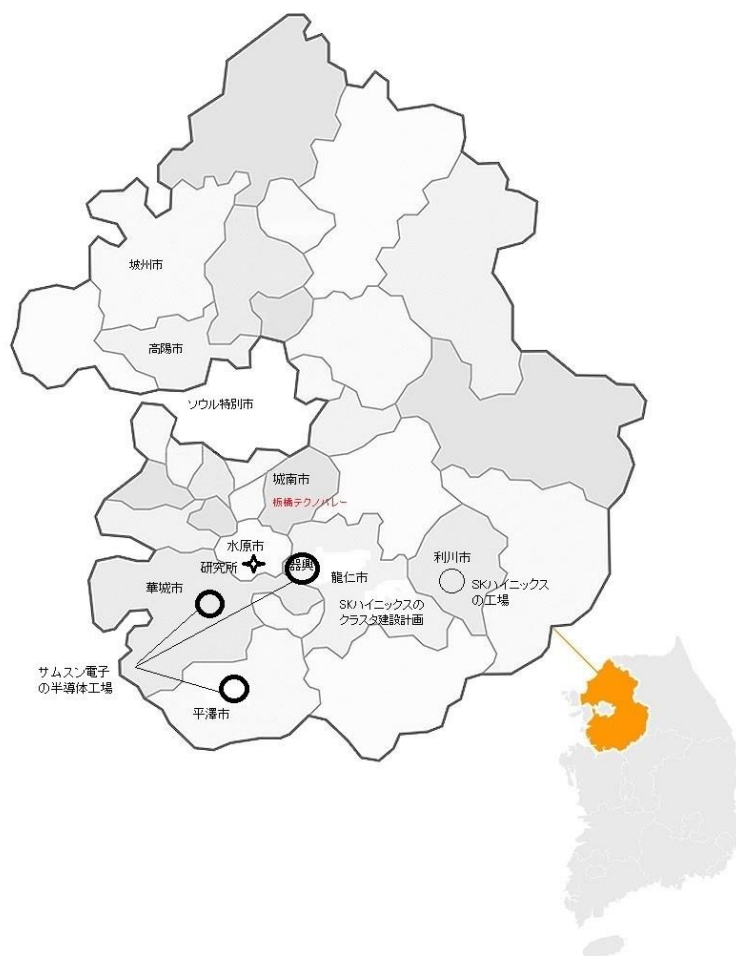 坡州市
高陽市
ソウル特別市
城南市
板橋テクノバレー
水原市
研究所
器興
龍仁市
利川市
SKハイニックス
の工場
華城市
SKハイニックスの
クラスタ建設計画
サムスン電子
の半導体工場
平澤市